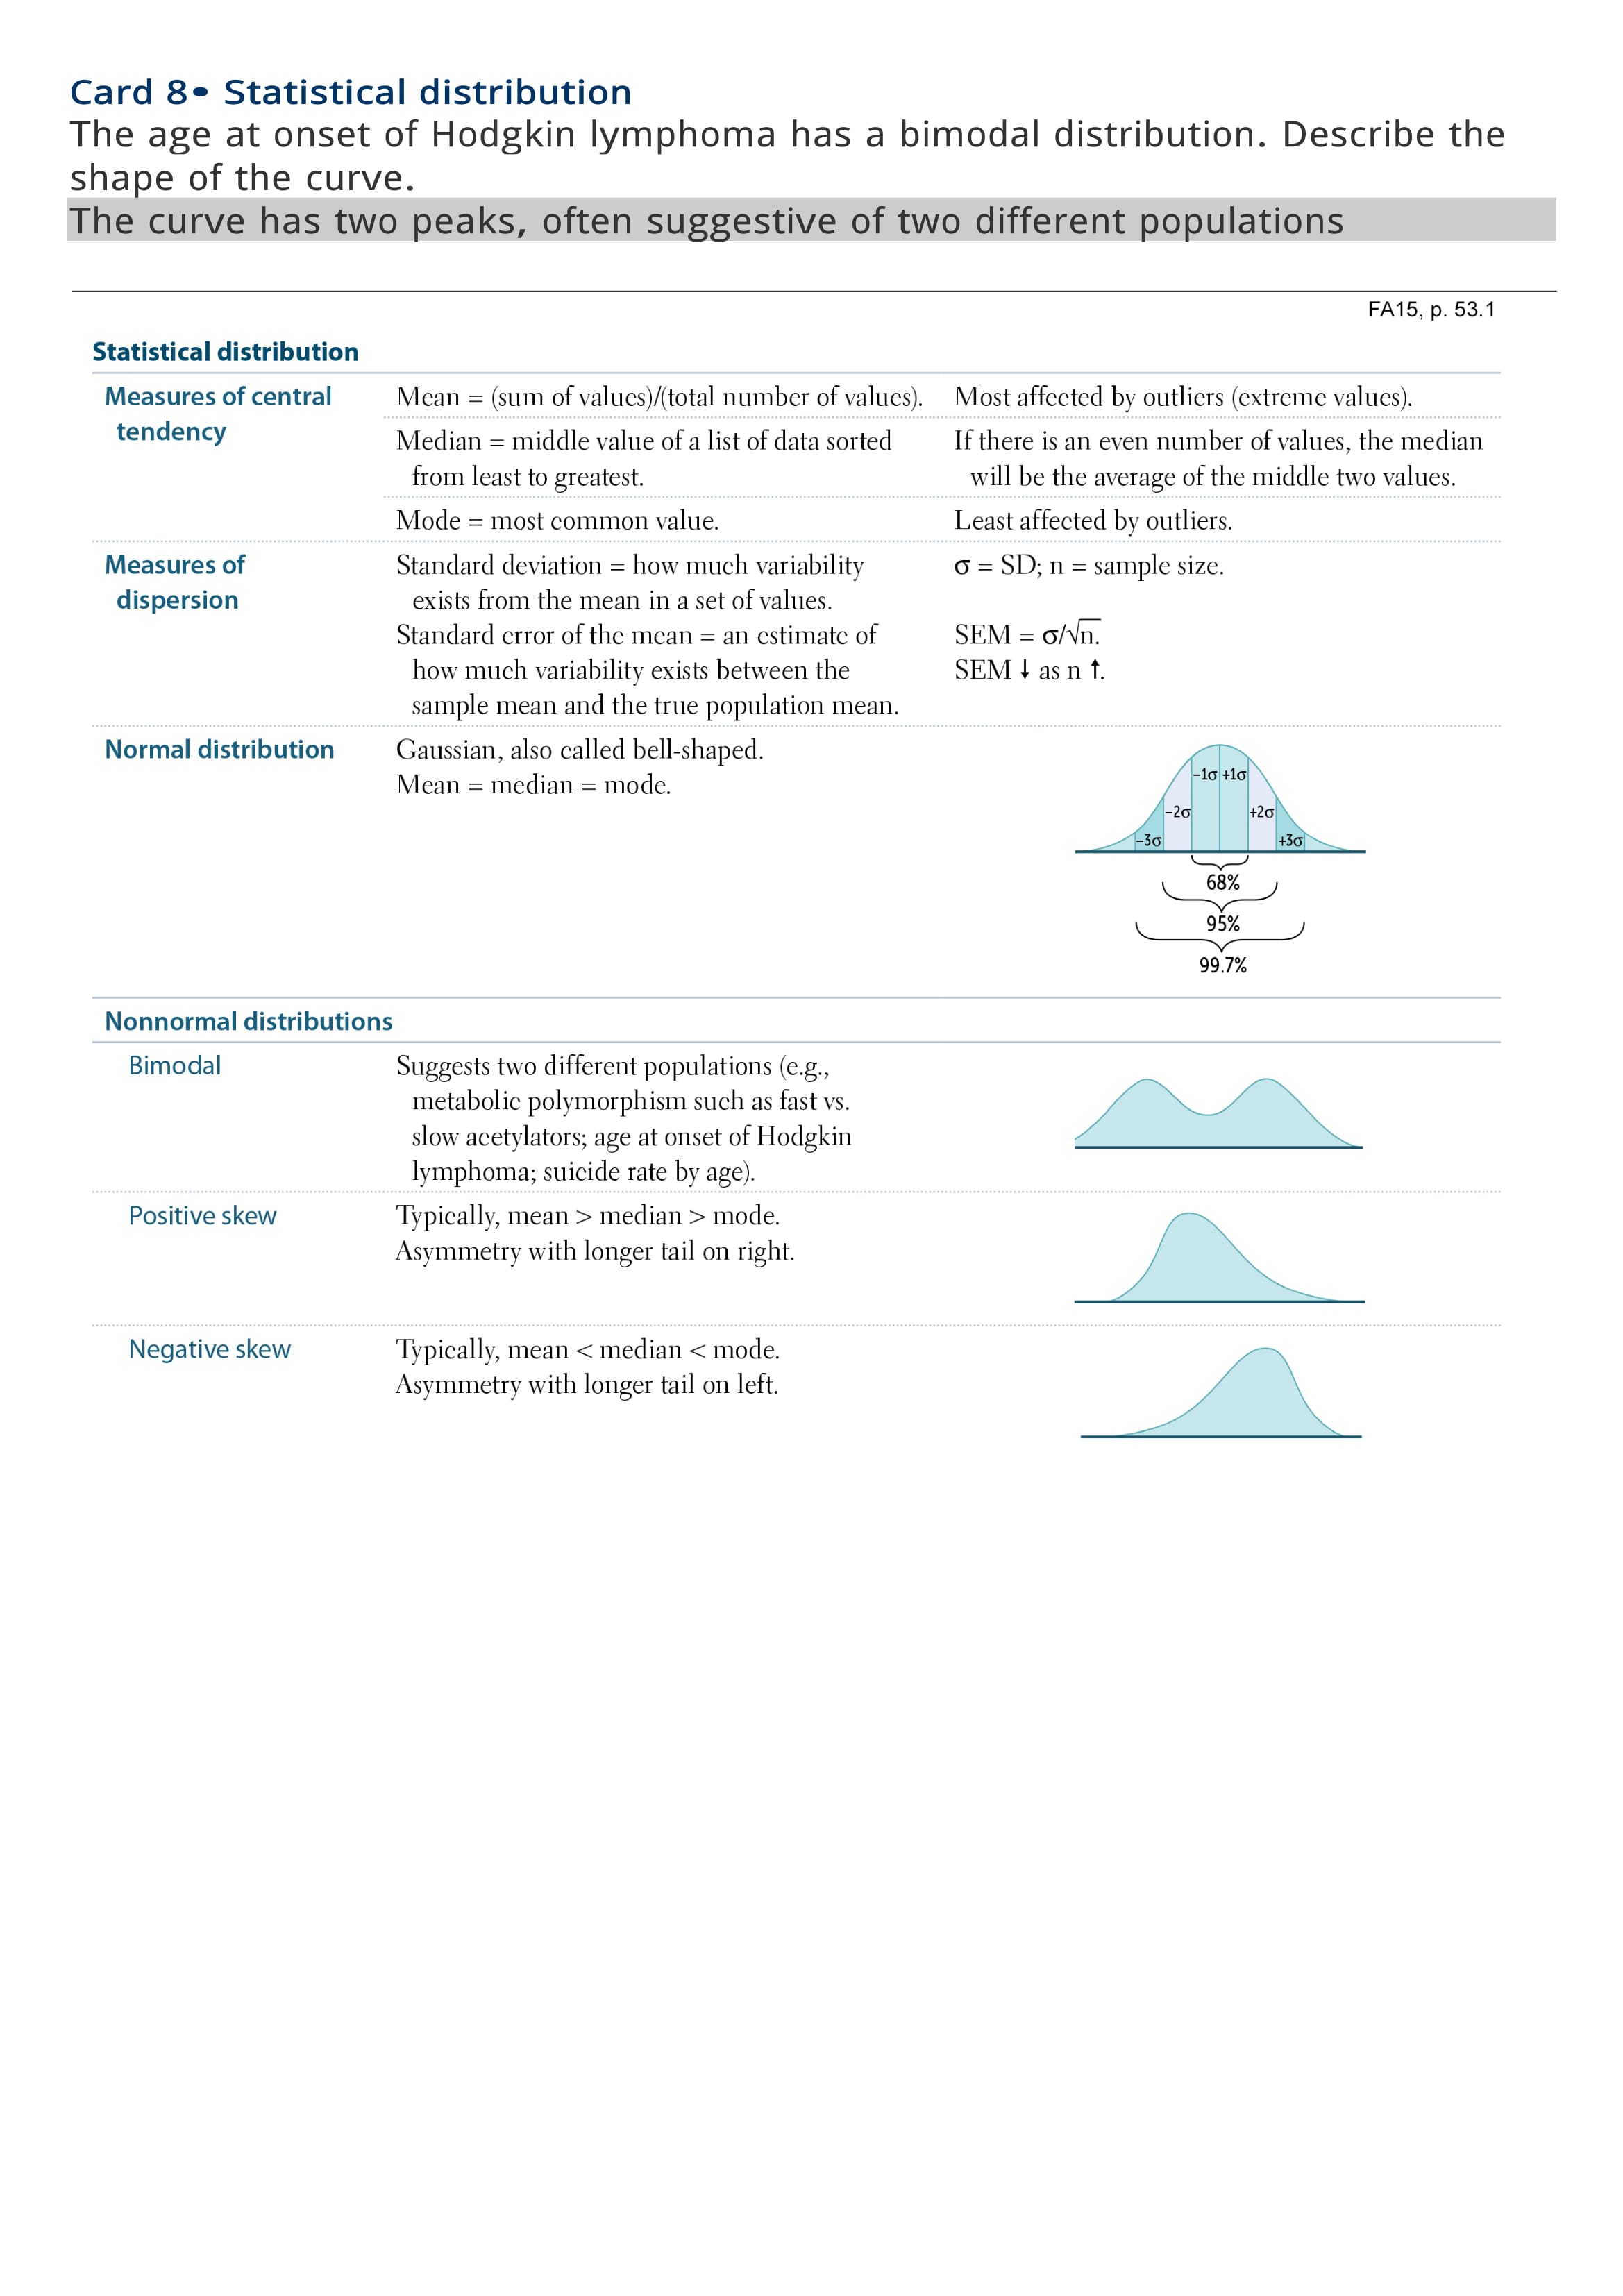 Card 8• Statistical distribution
The age at onset of Hodgkin lymphoma has a bimodal distribution. Describe the
shape of the curve.
The curve has two peaks, often suggestive of two different populations
FA15, p. 53.1
Statistical distribution
Measures of central
tendency
Mean = (sum of values)/(total number of values).
Most affected by outliers (extreme values).
Median = middle value of a list of data sorted
from least to greatest.
If there is an even number of values, the median
will be the average of the middle two values.
Mode = most common value.
Least affected by outliers.
Measures of
dispersion
Standard deviation = how much variability
exists from the mean in a set of values.
Standard error of the mean = an estimate of
how much variability exists between the
sample mean and the true population mean.
σ = SD; n = sample size.
SEM = σ/√n.
SEM ↓ as n ↑.
Normal distribution
Gaussian, also called bell-shaped.
Mean = median = mode.
−1σ +1σ
−2σ +2σ
−3σ +3σ
68%
95%
99.7%
Nonnormal distributions
Bimodal
Suggests two different populations (e.g.,
metabolic polymorphism such as fast vs.
slow acetylators; age at onset of Hodgkin
lymphoma; suicide rate by age).
Positive skew
Typically, mean > median > mode.
Asymmetry with longer tail on right.
Negative skew
Typically, mean < median < mode.
Asymmetry with longer tail on left.